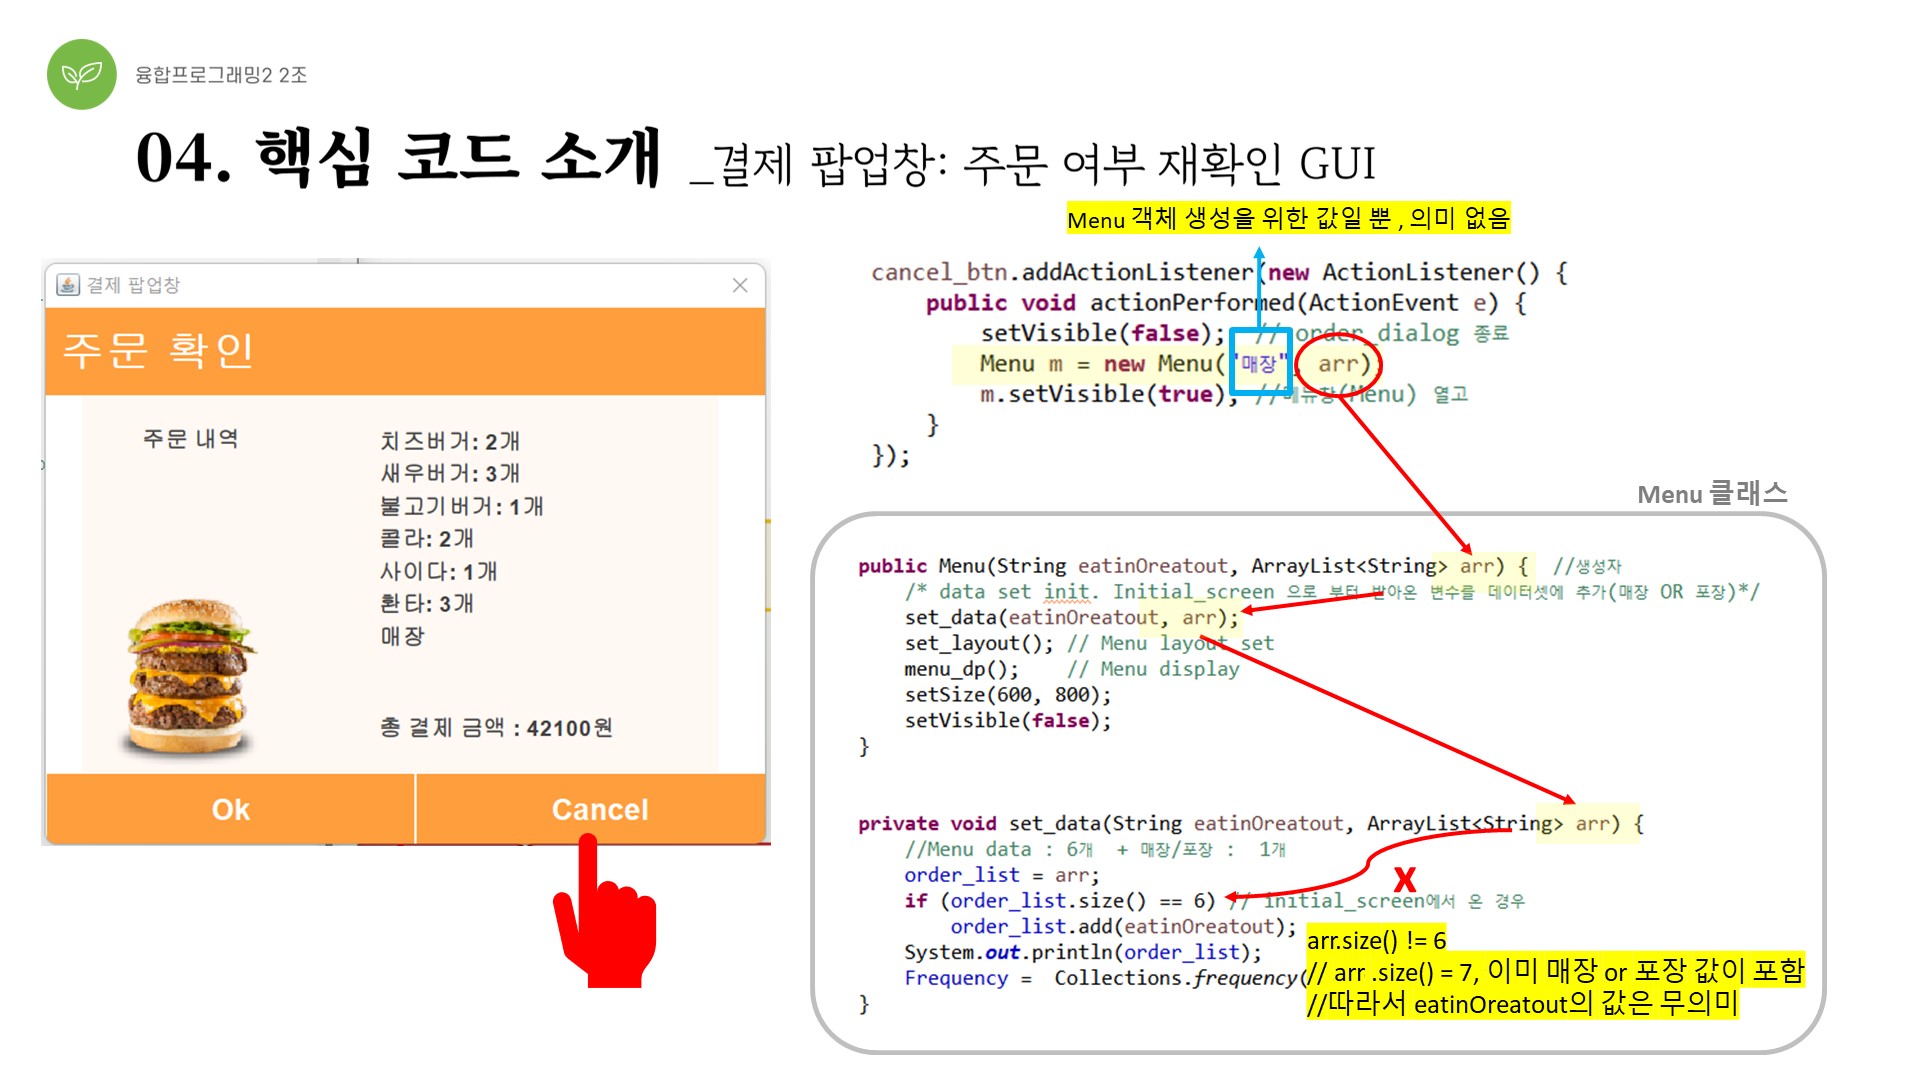 융합프로그래밍2 2조
04. 핵심 코드 소개 _결제 팝업창: 주문 여부 재확인 GUI
Menu 객체 생성을 위한 값일 뿐 , 의미 없음
결제 팝업창
주문 확인
주문 내역
치즈버거: 2개
새우버거: 3개
불고기버거: 1개
콜라: 2개
사이다: 1개
환타: 3개
매장
총 결제 금액 : 42100원
Ok
Cancel
cancel_btn.addActionListener(new ActionListener() {
public void actionPerformed(ActionEvent e) {
setVisible(false); // order_dialog 종료
Menu m = new Menu("매장", arr)
m.setVisible(true); //메뉴창(Menu) 열고
}
});
Menu 클래스
public Menu(String eatinOreatout, ArrayList<String> arr) { //생성자
/* data set init. Initial_screen 으로 부터 받아온 변수를 데이터셋에 추가(매장 OR 포장)*/
set_data(eatinOreatout, arr);
set_layout(); // Menu layout set
menu_dp(); // Menu display
setSize(600, 800);
setVisible(false);
}
private void set_data(String eatinOreatout, ArrayList<String> arr) {
//Menu data : 6개 + 매장/포장 : 1개
order_list = arr;
X
if (order_list.size() == 6) // initial_screen에서 온 경우
order_list.add(eatinOreatout);
System.out.println(order_list);
Frequency = Collections.frequency(
}
arr.size() != 6
// arr .size() = 7, 이미 매장 or 포장 값이 포함
//따라서 eatinOreatout의 값은 무의미